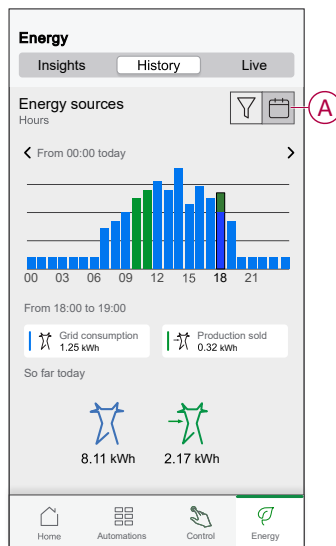 Energy
Insights History Live
Energy sources
Hours
A
From 00:00 today
00 03 06 09 12 15 18 21
From 18:00 to 19:00
Grid consumption
1.25 kWh
Production sold
0.32 kWh
So far today
8.11 kWh 2.17 kWh
Home Automations Control Energy